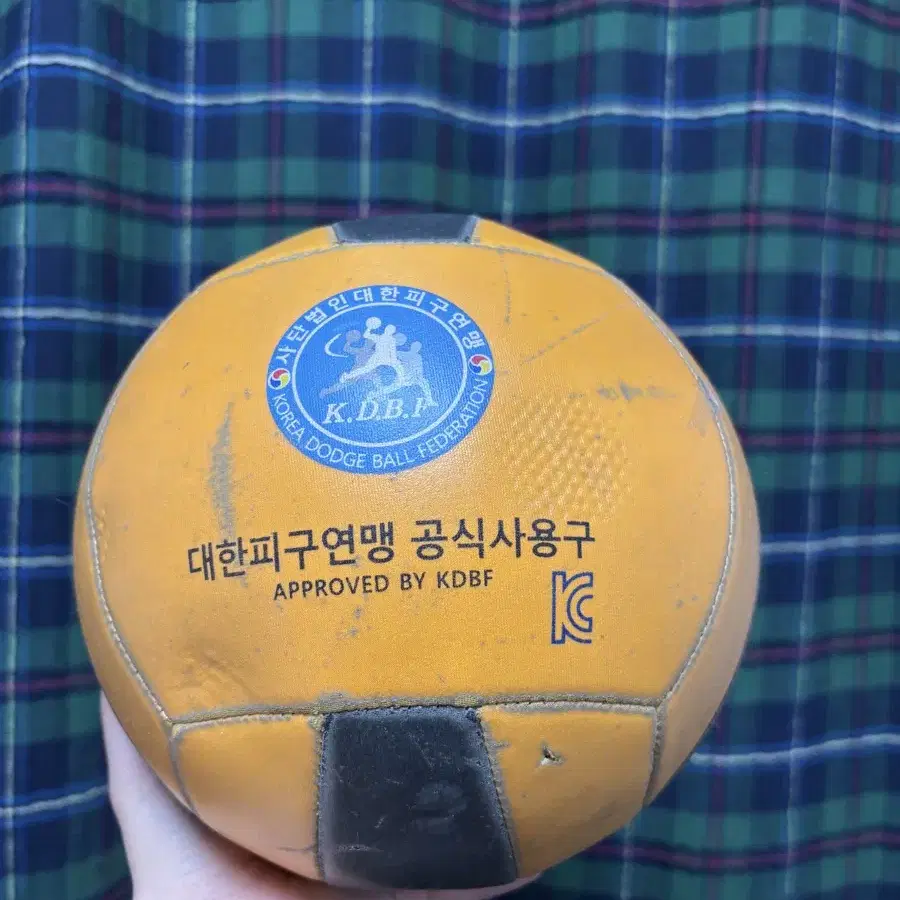 사단법인대한피구연맹
K.D.B.F
KOREA DODGE BALL FEDERATION
대한피구연맹 공식사용구
APPROVED BY KDBF
KC